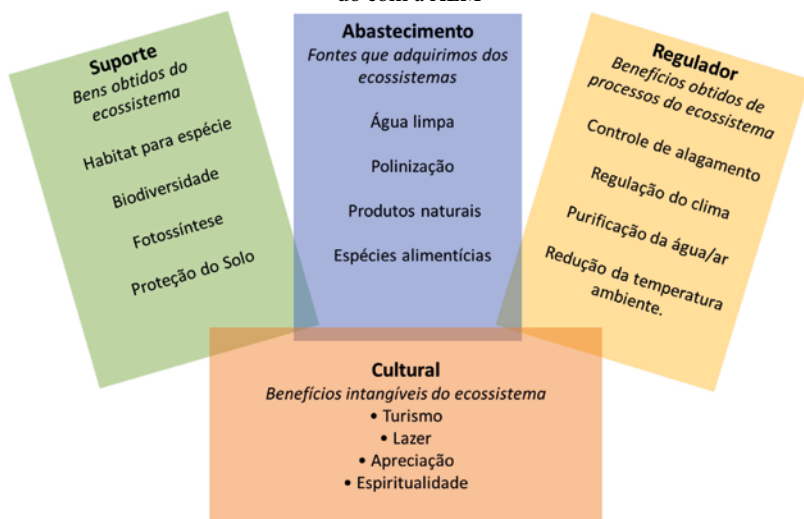 Suporte
Bens obtidos do
ecossistema
Habitat para espécie
Biodiversidade
Fotossíntese
Proteção do Solo
Abastecimento
Fontes que adquirimos dos
ecossistemas
Água limpa
Polinização
Produtos naturais
Espécies alimentícias
Regulador
Benefícios obtidos de
processos do ecossistema
Controle de alagamento
Regulação do clima
Purificação da água/ar
Redução da temperatura
ambiente.
Cultural
Benefícios intangíveis do ecossistema
• Turismo
• Lazer
• Apreciação
• Espiritualidade